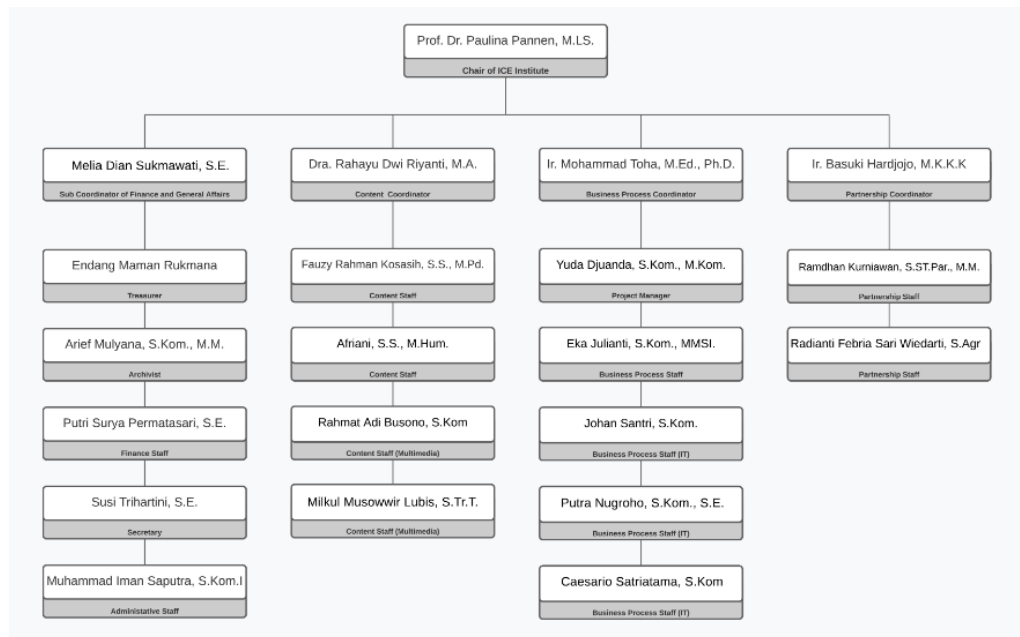 Prof. Dr. Paulina Pannen, M.LS.
Chair of ICE Institute
Melia Dian Sukmawati, S.E.
Sub Coordinator of Finance and General Affairs
Endang Maman Rukmana
Treasurer
Arief Mulyana, S.Kom., M.M.
Archivist
Putri Surya Permatasari, S.E.
Finance Staff
Susi Trihartini, S.E.
Secretary
Muhammad Iman Saputra, S.Kom.I
Administative Staff
Dra. Rahayu Dwi Riyanti, M.A.
Content Coordinator
Fauzy Rahman Kosasih, S.S., M.Pd.
Content Staff
Afriani, S.S., M.Hum.
Content Staff
Rahmat Adi Busono, S.Kom
Content Staff (Multimedia)
Milkul Musowwir Lubis, S.Tr.T.
Content Staff (Multimedia)
Ir. Mohammad Toha, M.Ed., Ph.D.
Business Process Coordinator
Yuda Djuanda, S.Kom., M.Kom.
Project Manager
Eka Julianti, S.Kom., MMSI.
Business Process Staff
Johan Santri, S.Kom.
Business Process Staff (IT)
Putra Nugroho, S.Kom., S.E.
Business Process Staff (IT)
Caesario Satriatama, S.Kom
Business Process Staff (IT)
Ir. Basuki Hardjojo, M.K.K.K
Partnership Coordinator
Ramdhan Kurniawan, S.ST.Par., M.M.
Partnership Staff
Radianti Febria Sari Wiedarti, S.Agr
Partnership Staff